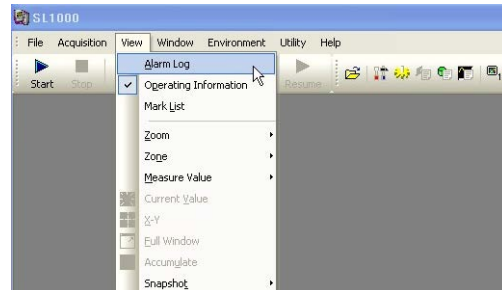 SL1000
File Acquisition View Window Environment Utility Help
Start Stop Resume
Alarm Log
Operating Information
Mark List
Zoom
Zone
Measure Value
Current Value
X-Y
Full Window
Accumulate
Snapshot